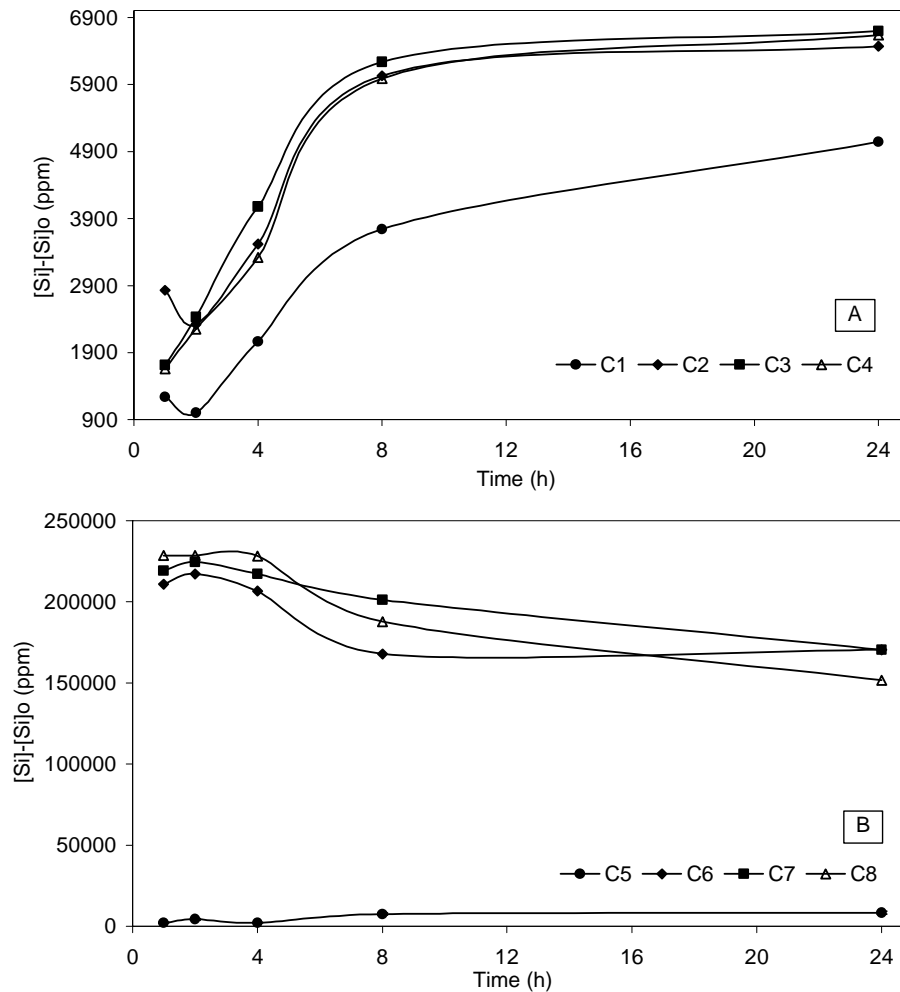 6900
5900
4900
3900
2900
1900
900
[Si]-[Si]o (ppm)
A
C1 C2 C3 C4
0 4 8 12 16 20 24
Time (h)
250000
200000
150000
100000
50000
0
[Si]-[Si]o (ppm)
B
C5 C6 C7 C8
0 4 8 12 16 20 24
Time (h)